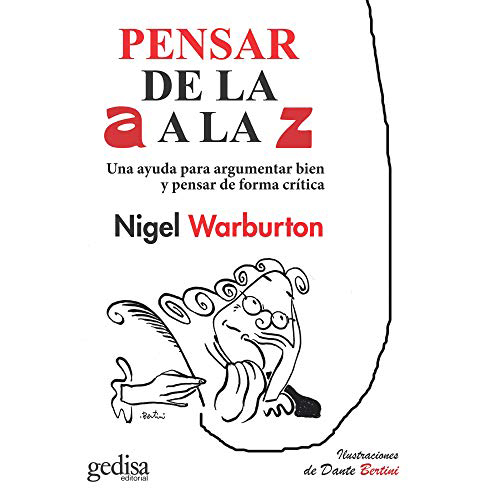 PENSAR
DE LA
a A LA z
Una ayuda para argumentar bien
y pensar de forma crítica
Nigel Warburton
Bertini
Ilustraciones
de Dante Bertini
gedisa
editorial